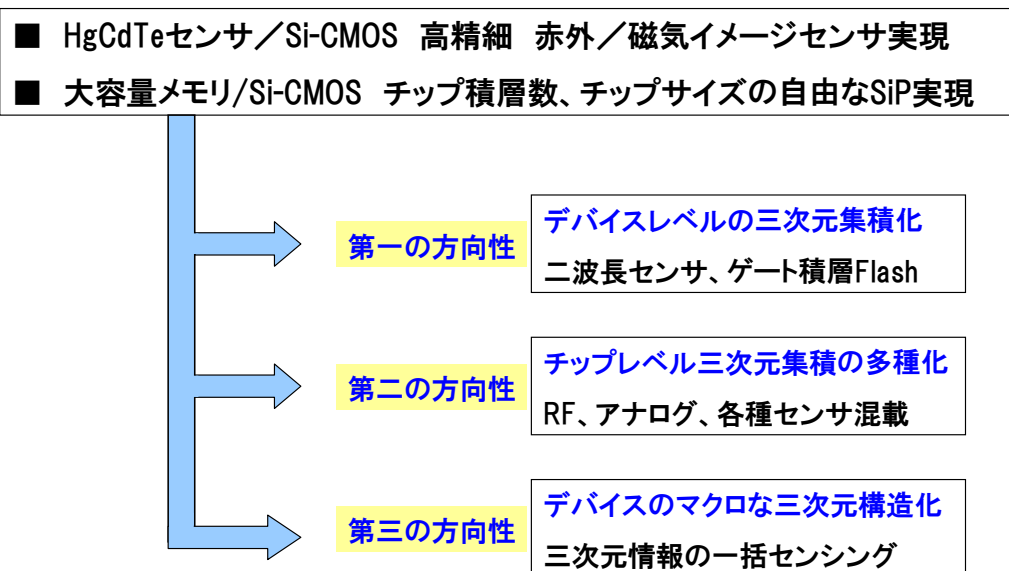 ■ HgCdTeセンサ／Si-CMOS 高精細 赤外／磁気イメージセンサ実現
■ 大容量メモリ/Si-CMOS チップ積層数、チップサイズの自由なSiP実現
第一の方向性
デバイスレベルの三次元集積化
二波長センサ、ゲート積層Flash
第二の方向性
チップレベル三次元集積の多種化
RF、アナログ、各種センサ混載
第三の方向性
デバイスのマクロな三次元構造化
三次元情報の一括センシング